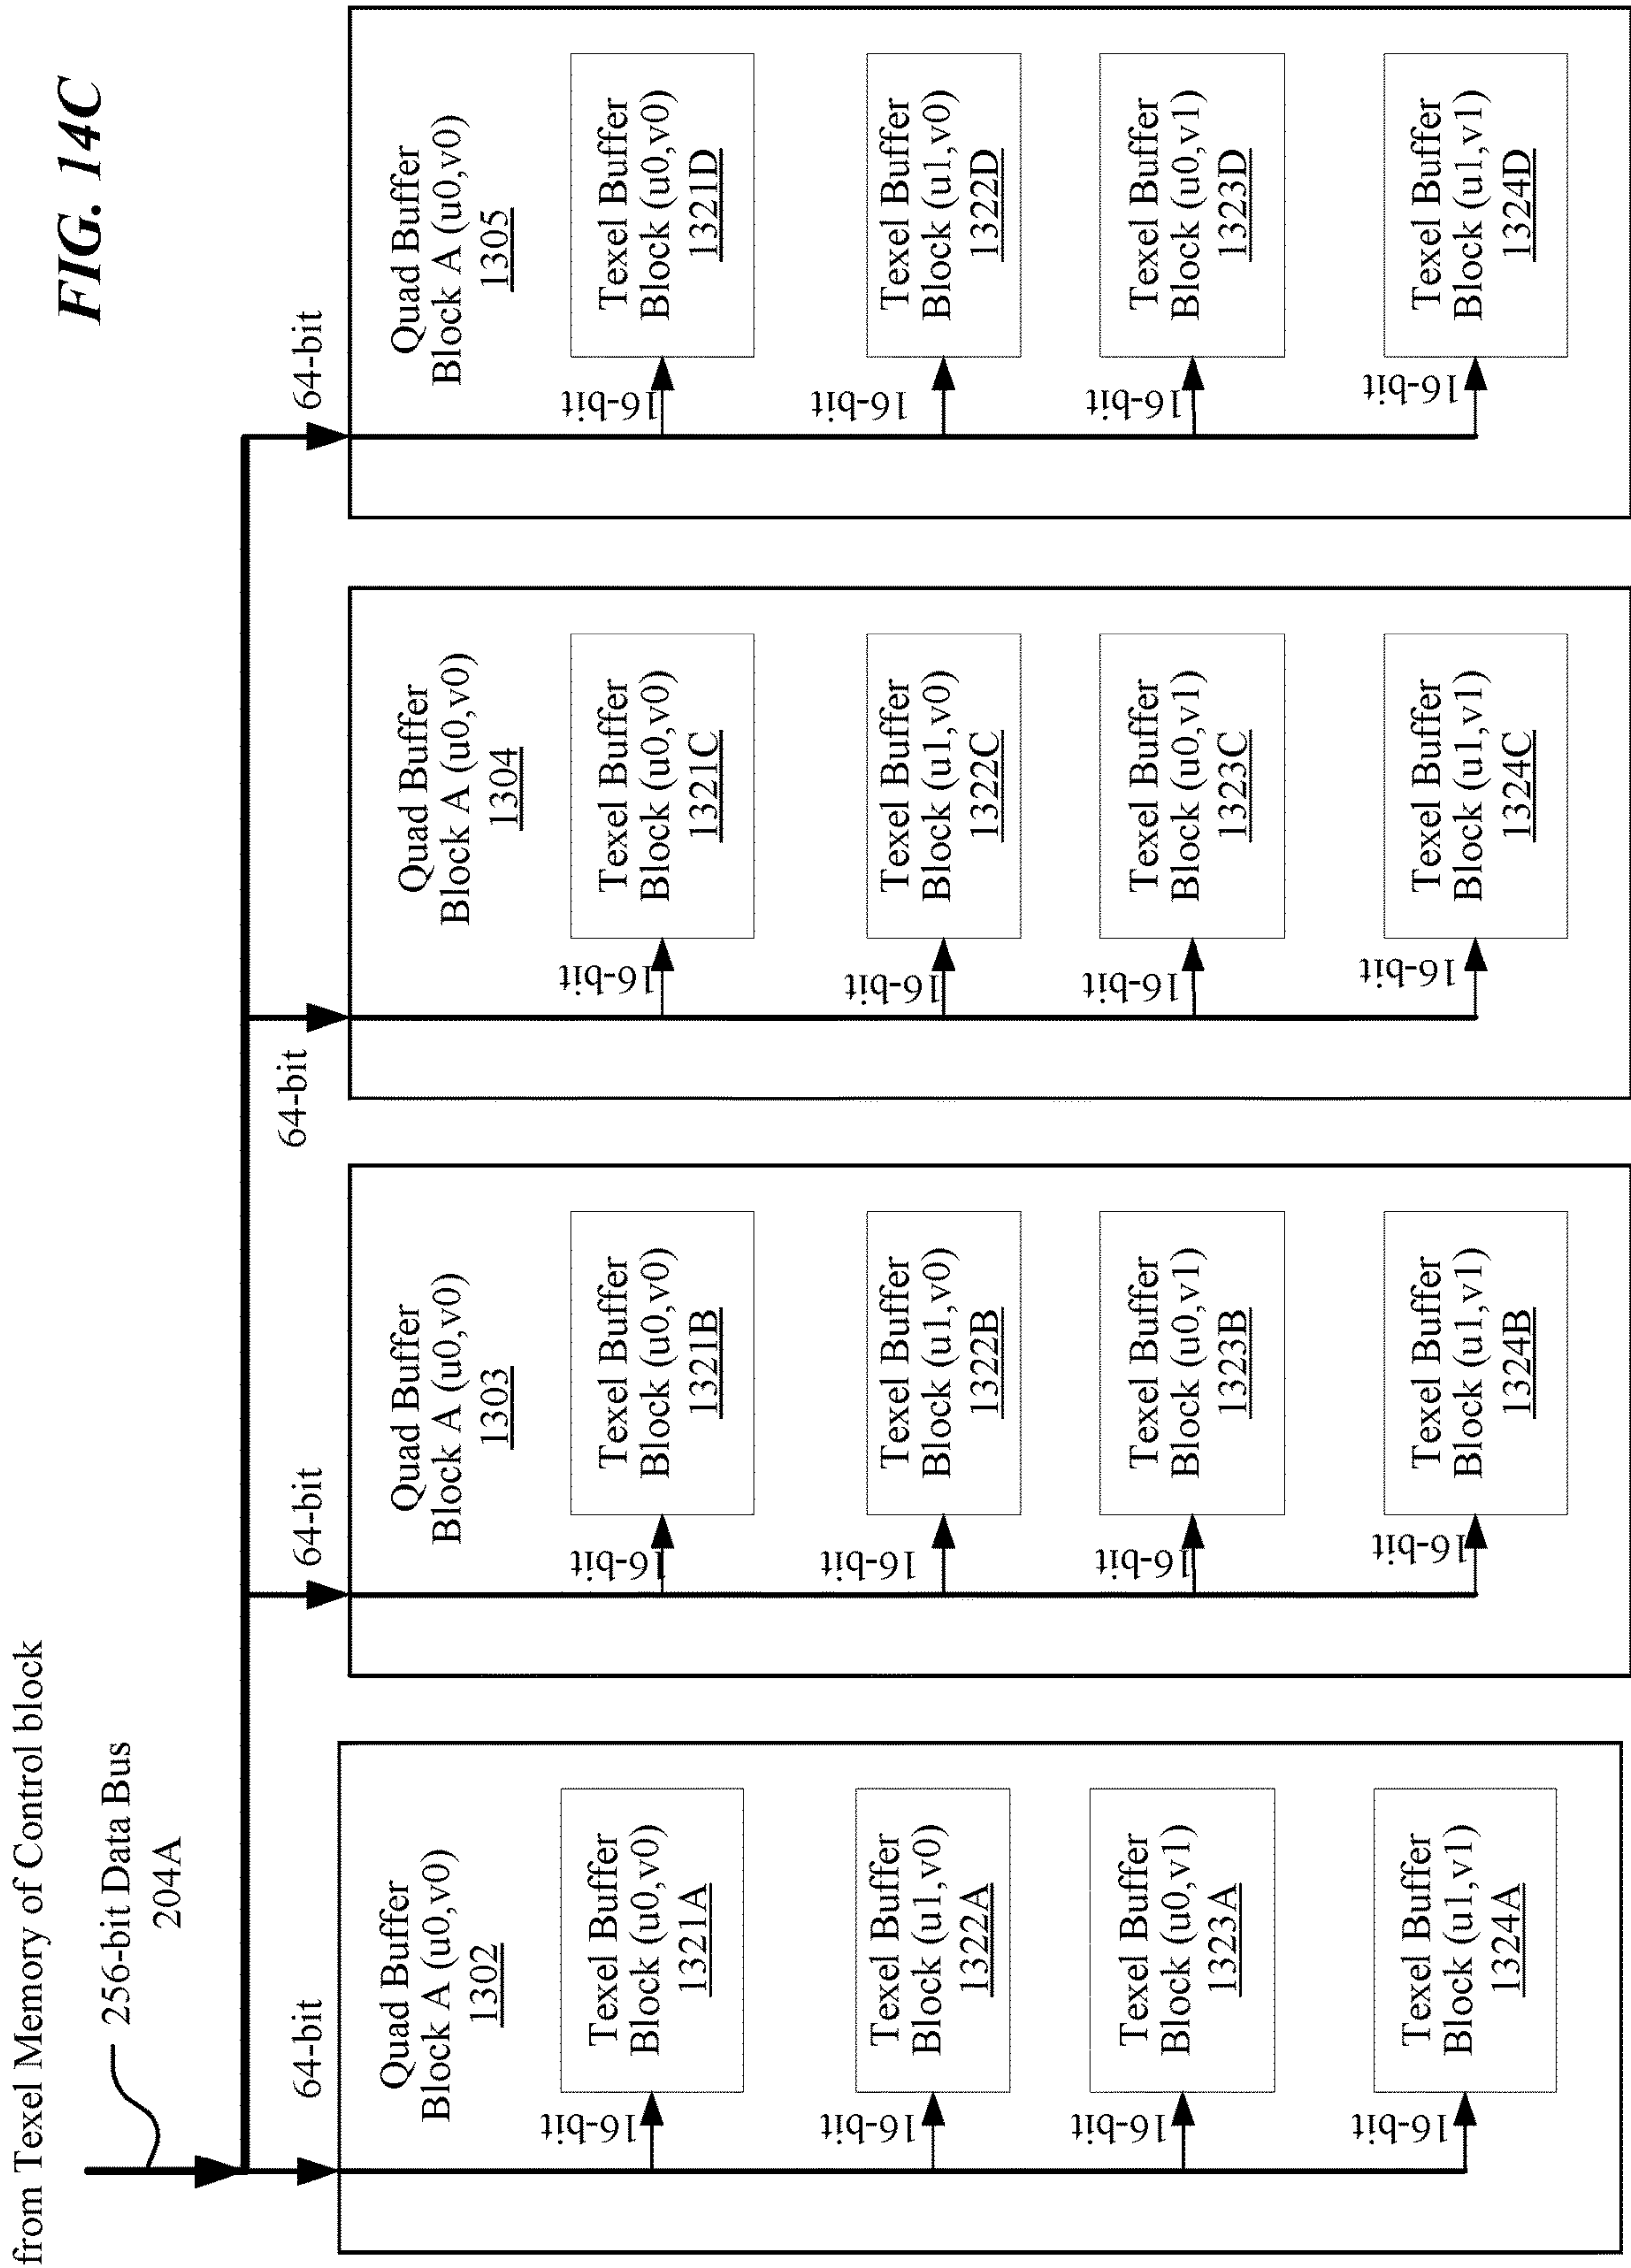 FIG. 14C
from Texel Memory of Control block
256-bit Data Bus
204A
64-bit
Quad Buffer
Block A (u0,v0)
1302
16-bit
Texel Buffer
Block (u0,v0)
1321A
16-bit
Texel Buffer
Block (u1,v0)
1322A
16-bit
Texel Buffer
Block (u0,v1)
1323A
16-bit
Texel Buffer
Block (u1,v1)
1324A
64-bit
Quad Buffer
Block A (u0,v0)
1303
16-bit
Texel Buffer
Block (u0,v0)
1321B
16-bit
Texel Buffer
Block (u1,v0)
1322B
16-bit
Texel Buffer
Block (u0,v1)
1323B
16-bit
Texel Buffer
Block (u1,v1)
1324B
64-bit
Quad Buffer
Block A (u0,v0)
1304
16-bit
Texel Buffer
Block (u0,v0)
1321C
16-bit
Texel Buffer
Block (u1,v0)
1322C
16-bit
Texel Buffer
Block (u0,v1)
1323C
16-bit
Texel Buffer
Block (u1,v1)
1324C
64-bit
Quad Buffer
Block A (u0,v0)
1305
16-bit
Texel Buffer
Block (u0,v0)
1321D
16-bit
Texel Buffer
Block (u1,v0)
1322D
16-bit
Texel Buffer
Block (u0,v1)
1323D
16-bit
Texel Buffer
Block (u1,v1)
1324D